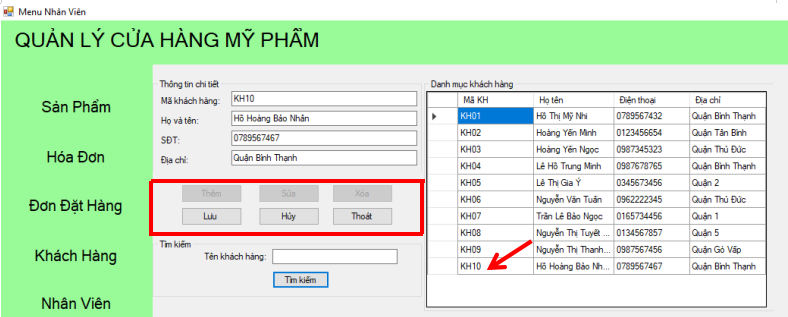 Menu Nhân Viên
QUẢN LÝ CỬA HÀNG MỸ PHẨM
Sản Phẩm
Hóa Đơn
Đơn Đặt Hàng
Khách Hàng
Nhân Viên
Thông tin chi tiết
Mã khách hàng: KH10
Họ và tên: Hồ Hoàng Bảo Nhân
SĐT: 0789567467
Địa chỉ: Quận Bình Thạnh
Thêm Sửa Xóa
Lưu Hủy Thoát
Tìm kiếm
Tên khách hàng:
Tìm kiếm
Danh mục khách hàng
Mã KH Họ tên Điện thoại Địa chỉ
KH01 Hồ Thị Mỹ Nhi 0789567432 Quận Bình Thạnh
KH02 Hoàng Yến Minh 0123456654 Quận Tân Bình
KH03 Hoàng Yến Ngọc 0987345323 Quận Thủ Đức
KH04 Lê Hồ Trung Minh 0987678765 Quận Bình Thạnh
KH05 Lê Thị Gia Ý 0345673456 Quận 2
KH06 Nguyễn Văn Tuấn 0962222345 Quận Thủ Đức
KH07 Trần Lê Bảo Ngọc 0165734456 Quận 1
KH08 Nguyễn Thị Tuyết ... 0134567857 Quận 5
KH09 Nguyễn Thị Thanh... 0987567456 Quận Gò Vấp
KH10 Hồ Hoàng Bảo Nh... 0789567467 Quận Bình Thạnh